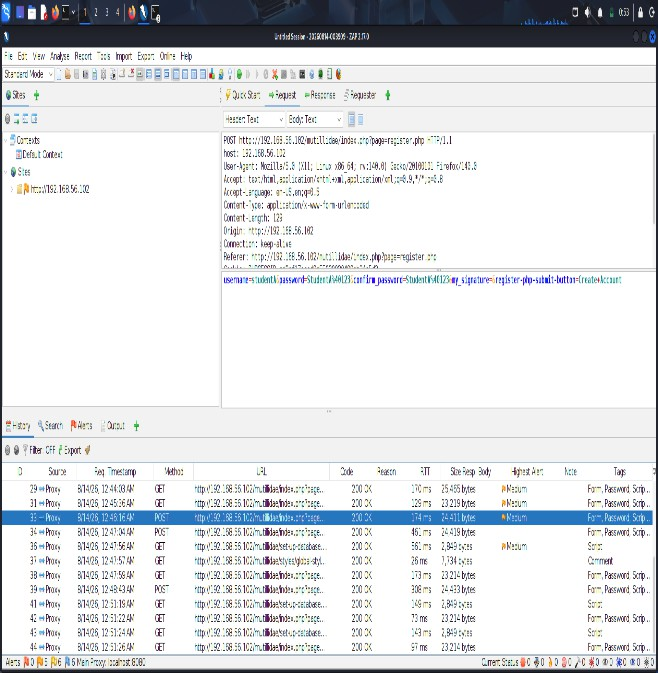 1 2 3 4
0:53
Untitled Session - 20260814-003909 - ZAP 2.17.0
File Edit View Analyse Report Tools Import Export Online Help
Standard Mode
Sites
Quick Start Request Response Requester
Header: Text Body: Text
Contexts
Default Context
Sites
http://192.168.56.102
POST http://192.168.56.102/mutillidae/index.php?page=register.php HTTP/1.1
host: 192.168.56.102
User-Agent: Mozilla/5.0 (X11; Linux x86_64; rv:140.0) Gecko/20100101 Firefox/140.0
Accept: text/html,application/xhtml+xml,application/xml;q=0.9,*/*;q=0.8
Accept-Language: en-US,en;q=0.5
Content-Type: application/x-www-form-urlencoded
Content-Length: 129
Origin: http://192.168.56.102
Connection: keep-alive
Referer: http://192.168.56.102/mutillidae/index.php?page=register.php
username=studentA&password=StudentA%40123&confirm_password=StudentA%40123&my_signature=&register-php-submit-button=Create+Account
History Search Alerts Output
Filter: OFF Export
ID Source Req. Timestamp Method URL Code Reason RTT Size Resp. Body Highest Alert Note Tags
29 Proxy 8/14/26, 12:44:03 AM GET http://192.168.56.102/mutillidae/index.php?page... 200 OK 170 ms 25,465 bytes Medium Form, Password, Scrip...
31 Proxy 8/14/26, 12:45:36 AM GET http://192.168.56.102/mutillidae/index.php?page... 200 OK 129 ms 23,219 bytes Medium Form, Password, Scrip...
33 Proxy 8/14/26, 12:46:16 AM POST http://192.168.56.102/mutillidae/index.php?page... 200 OK 174 ms 24,411 bytes Medium Form, Password, Scrip...
34 Proxy 8/14/26, 12:47:04 AM POST http://192.168.56.102/mutillidae/index.php?page... 200 OK 461 ms 24,419 bytes Form, Password, Scrip...
36 Proxy 8/14/26, 12:47:56 AM GET http://192.168.56.102/mutillidae/set-up-database... 200 OK 561 ms 2,849 bytes Medium Script
37 Proxy 8/14/26, 12:47:57 AM GET http://192.168.56.102/mutillidae/styles/global-styl... 200 OK 26 ms 7,734 bytes Comment
38 Proxy 8/14/26, 12:47:59 AM GET http://192.168.56.102/mutillidae/index.php?page... 200 OK 173 ms 23,214 bytes Form, Password, Scrip...
39 Proxy 8/14/26, 12:48:43 AM POST http://192.168.56.102/mutillidae/index.php?page... 200 OK 308 ms 24,433 bytes Form, Password, Scrip...
41 Proxy 8/14/26, 12:51:19 AM GET http://192.168.56.102/mutillidae/set-up-database... 200 OK 149 ms 2,849 bytes Script
42 Proxy 8/14/26, 12:51:22 AM GET http://192.168.56.102/mutillidae/index.php?page... 200 OK 73 ms 23,214 bytes Form, Password, Scrip...
43 Proxy 8/14/26, 12:51:24 AM GET http://192.168.56.102/mutillidae/set-up-database... 200 OK 143 ms 2,849 bytes Script
44 Proxy 8/14/26, 12:51:26 AM GET http://192.168.56.102/mutillidae/index.php?page... 200 OK 97 ms 23,214 bytes Form, Password, Scrip...
Alerts 0 5 6 5 Main Proxy: localhost:8080 Current Status 0 0 0 0 0 0 0 0 0